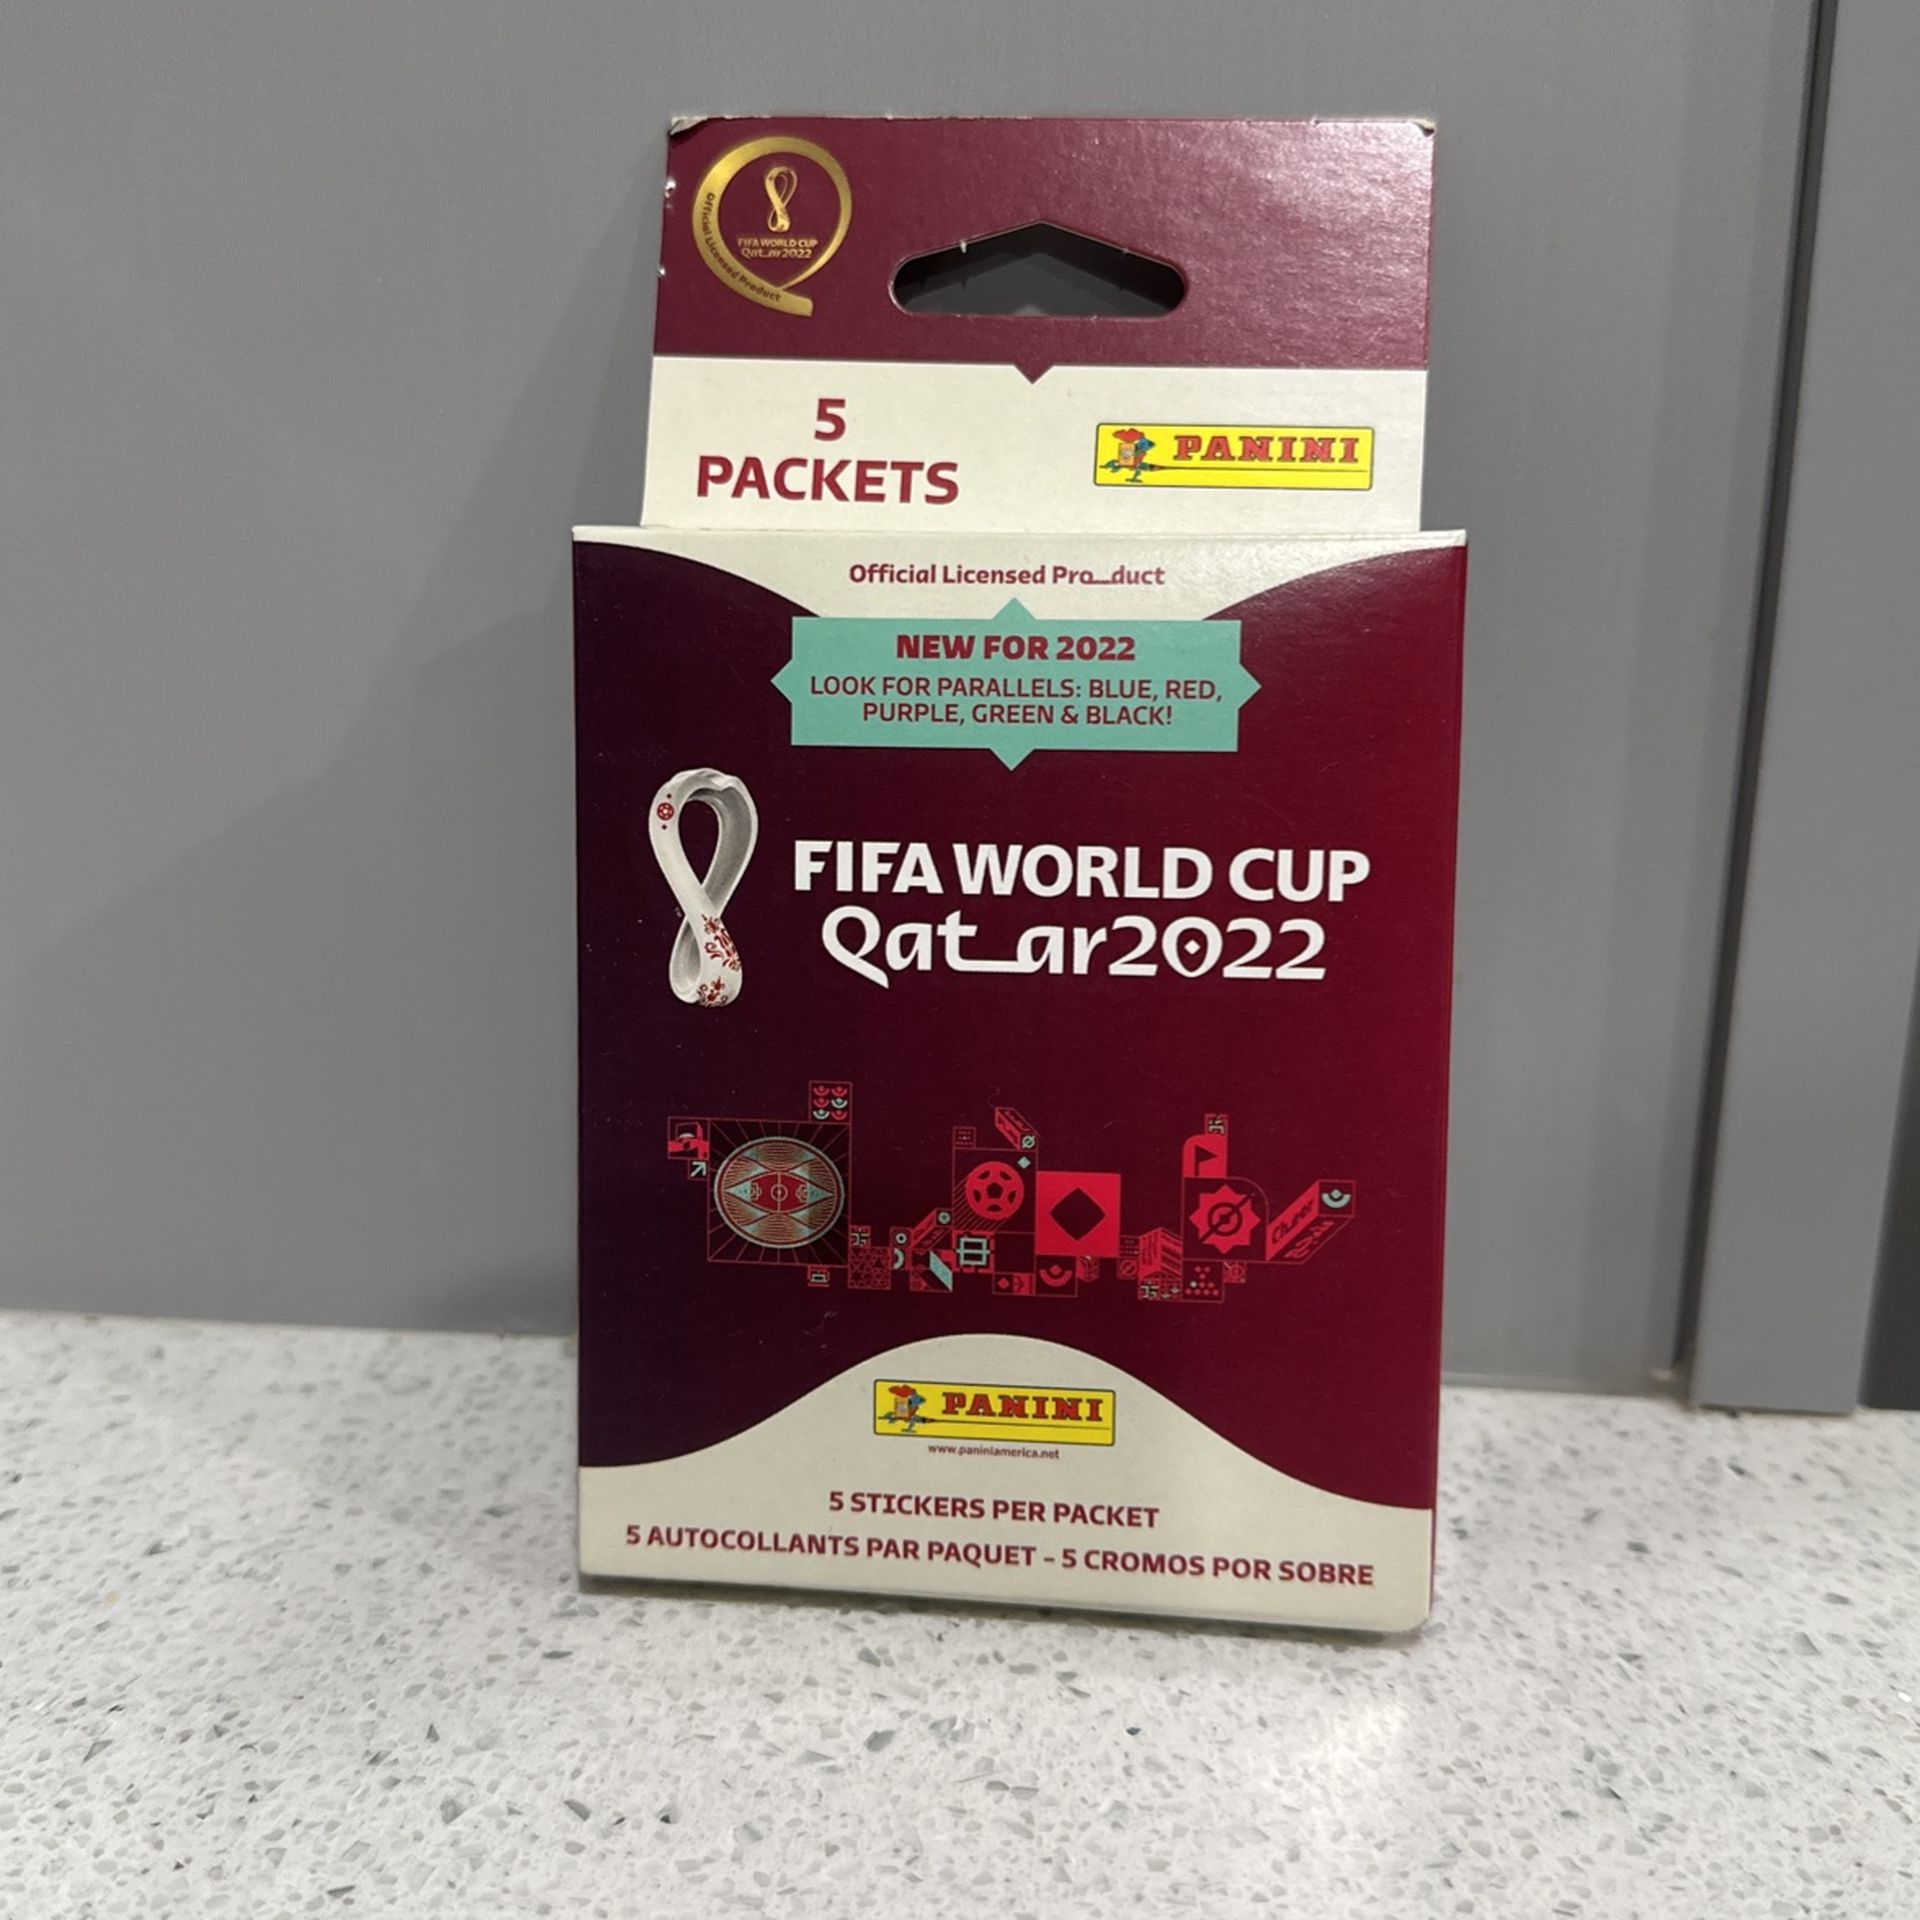 Official Licensed Product
FIFA WORLD CUP
Qatar2022
5
PACKETS
PANINI
Official Licensed Product
NEW FOR 2022
LOOK FOR PARALLELS: BLUE, RED,
PURPLE, GREEN & BLACK!
FIFA WORLD CUP
Qatar2022
Cheer
PANINI
www.paniniamerica.net
5 STICKERS PER PACKET
5 AUTOCOLLANTS PAR PAQUET - 5 CROMOS POR SOBRE